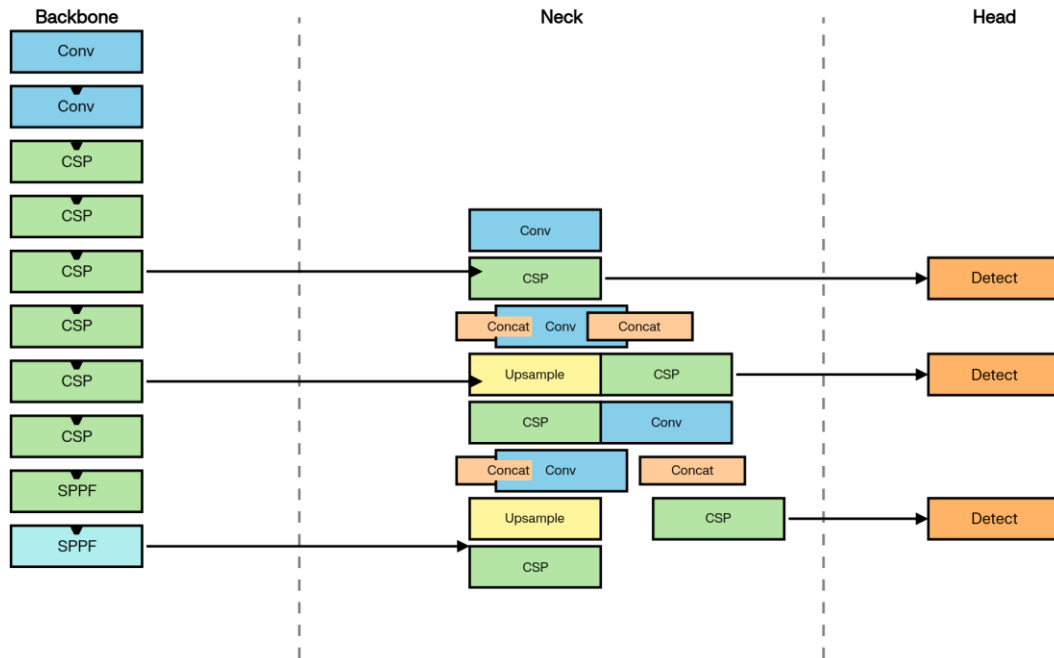 Backbone
Neck
Head
Conv
Conv
CSP
CSP
CSP
CSP
CSP
CSP
SPPF
SPPF
Conv
CSP
Concat
Conv
Concat
Upsample
CSP
CSP
Conv
Concat
Conv
Concat
Upsample
CSP
CSP
Detect
Detect
Detect